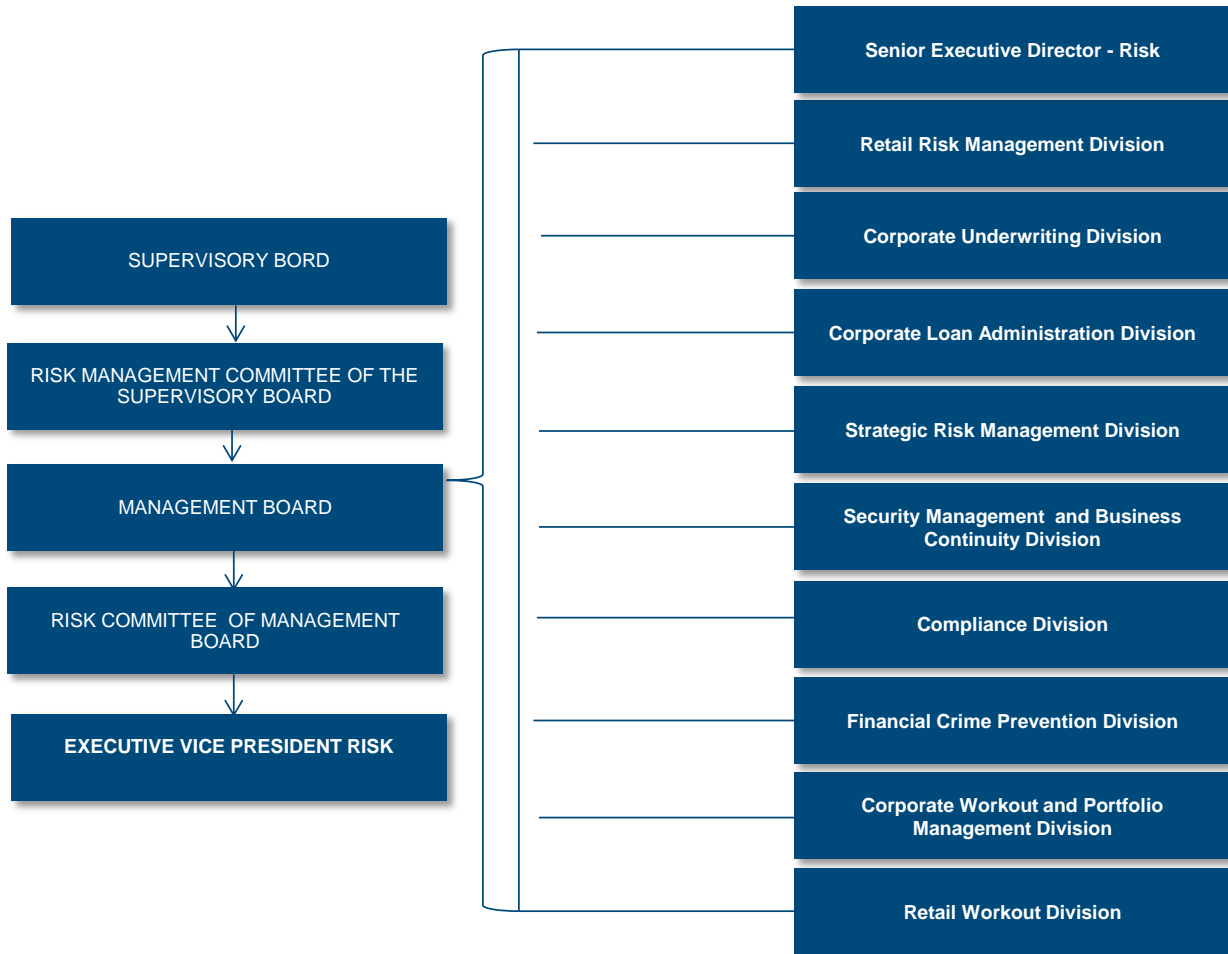 SUPERVISORY BORD
RISK MANAGEMENT COMMITTEE OF THE
SUPERVISORY BOARD
MANAGEMENT BOARD
RISK COMMITTEE OF MANAGEMENT
BOARD
EXECUTIVE VICE PRESIDENT RISK
Senior Executive Director - Risk
Retail Risk Management Division
Corporate Underwriting Division
Corporate Loan Administration Division
Strategic Risk Management Division
Security Management and Business
Continuity Division
Compliance Division
Financial Crime Prevention Division
Corporate Workout and Portfolio
Management Division
Retail Workout Division